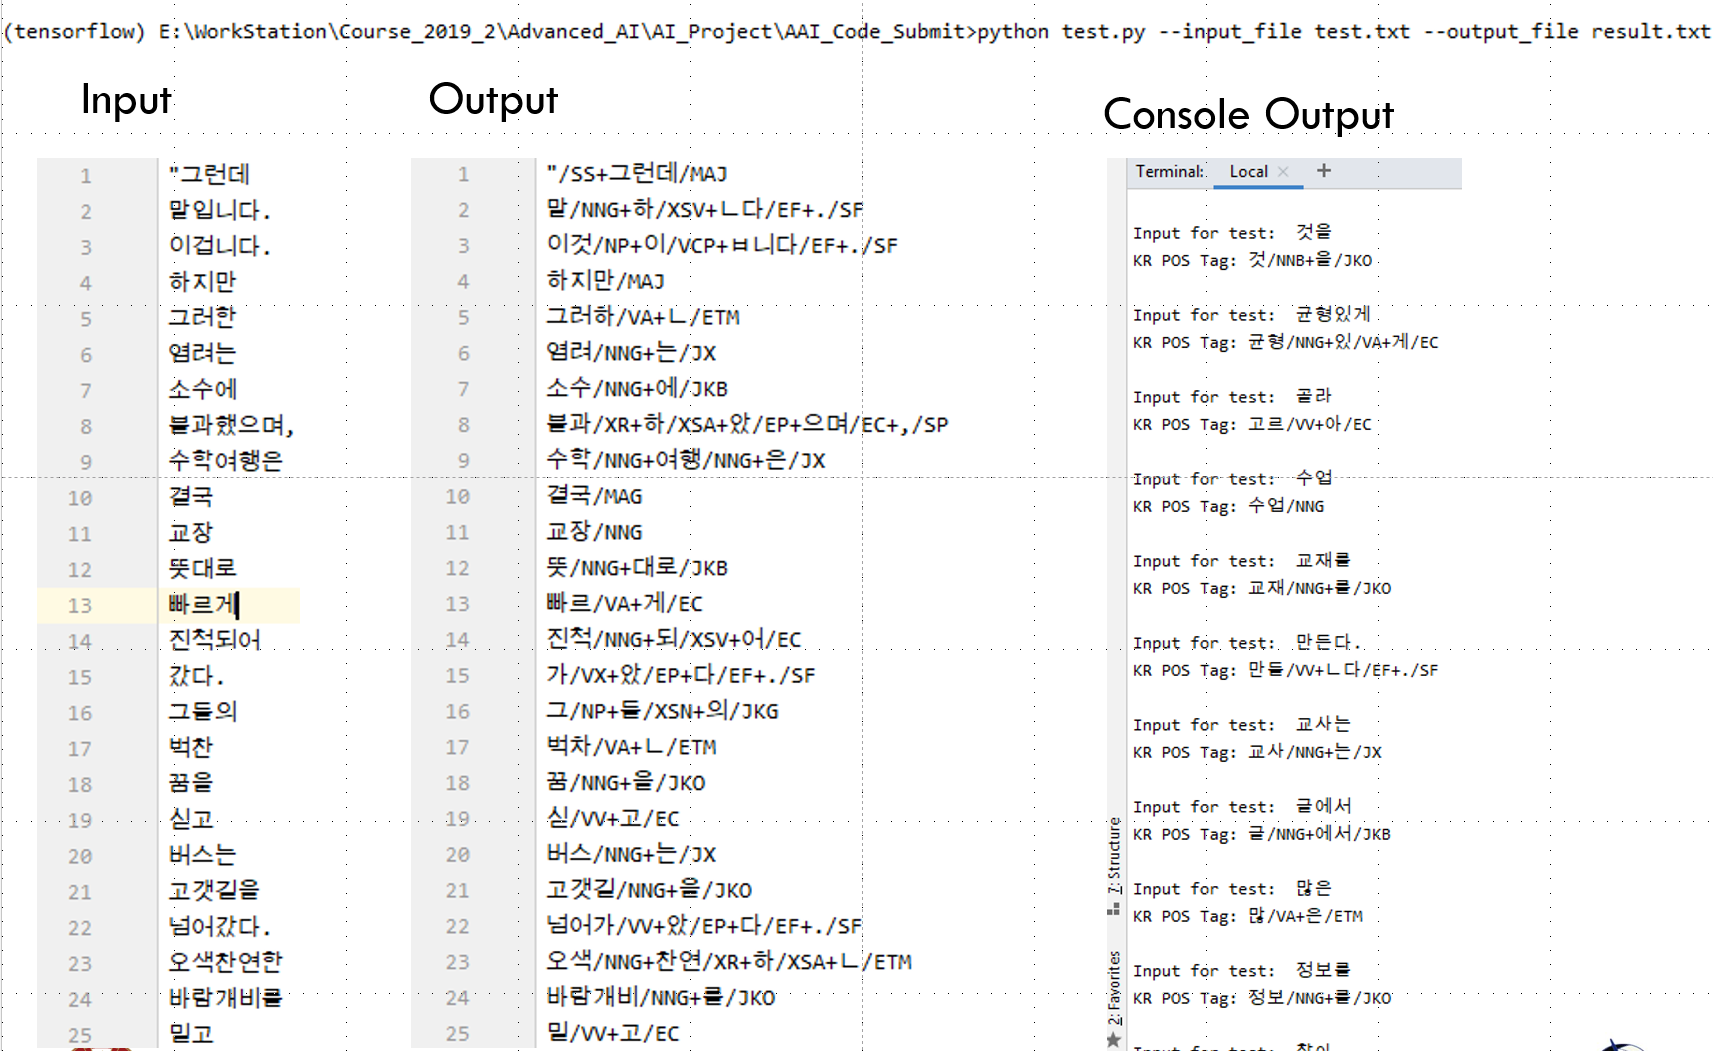 (tensorflow) E:\WorkStation\Course_2019_2\Advanced_AI\AI_Project\AAI_Code_Submit>python test.py --input_file test.txt --output_file result.txt
Input
1 "그런데
2 말입니다.
3 이겁니다.
4 하지만
5 그러한
6 염려는
7 소수에
8 불과했으며,
9 수학여행은
10 결국
11 교장
12 뜻대로
13 빠르게
14 진척되어
15 갔다.
16 그들의
17 벅찬
18 꿈을
19 싣고
20 버스는
21 고갯길을
22 넘어갔다.
23 오색찬연한
24 바람개비를
25 밀고
Output
1 "/SS+그런데/MAJ
2 말/NNG+하/XSV+ㄴ다/EF+./SF
3 이것/NP+이/VCP+ㅂ니다/EF+./SF
4 하지만/MAJ
5 그러하/VA+ㄴ/ETM
6 염려/NNG+는/JX
7 소수/NNG+에/JKB
8 불과/XR+하/XSA+았/EP+으며/EC+,/SP
9 수학/NNG+여행/NNG+은/JX
10 결국/MAG
11 교장/NNG
12 뜻/NNG+대로/JKB
13 빠르/VA+게/EC
14 진척/NNG+되/XSV+어/EC
15 가/VX+았/EP+다/EF+./SF
16 그/NP+들/XSN+의/JKG
17 벅차/VA+ㄴ/ETM
18 꿈/NNG+을/JKO
19 싣/VV+고/EC
20 버스/NNG+는/JX
21 고갯길/NNG+을/JKO
22 넘어가/VV+았/EP+다/EF+./SF
23 오색/NNG+찬연/XR+하/XSA+ㄴ/ETM
24 바람개비/NNG+를/JKO
25 밀/VV+고/EC
Console Output
Terminal: Local × +
Input for test: 것을
KR POS Tag: 것/NNB+을/JKO
Input for test: 균형있게
KR POS Tag: 균형/NNG+있/VA+게/EC
Input for test: 골라
KR POS Tag: 고르/VV+아/EC
Input for test: 수업
KR POS Tag: 수업/NNG
Input for test: 교재를
KR POS Tag: 교재/NNG+를/JKO
Input for test: 만든다.
KR POS Tag: 만들/VV+ㄴ다/EF+./SF
Input for test: 교사는
KR POS Tag: 교사/NNG+는/JX
Input for test: 글에서
KR POS Tag: 글/NNG+에서/JKB
Input for test: 많은
KR POS Tag: 많/VA+은/ETM
Input for test: 정보를
KR POS Tag: 정보/NNG+를/JKO
Input for test:
7: Structure
2: Favorites